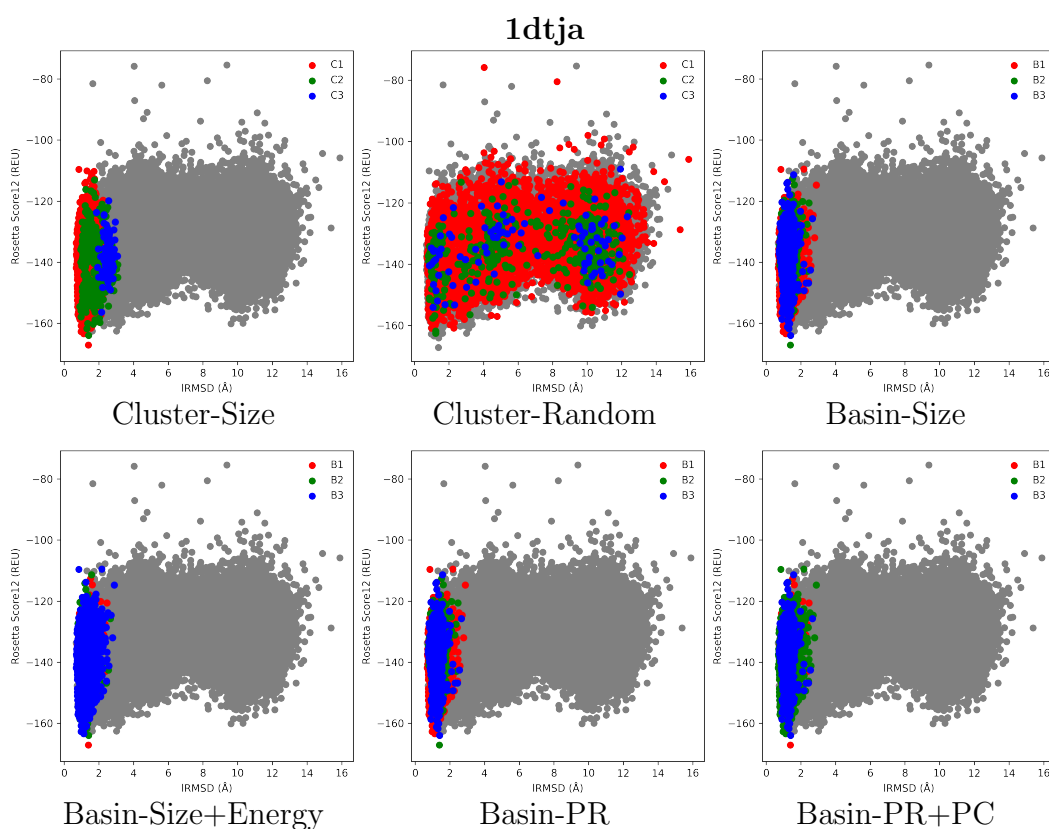 1dtja
C1
C2
C3
−80
−100
−120
−140
−160
Rosetta Score12 (REU)
0 2 4 6 8 10 12 14 16
lRMSD (Å)
Cluster-Size
C1
C2
C3
−80
−100
−120
−140
−160
Rosetta Score12 (REU)
0 2 4 6 8 10 12 14 16
lRMSD (Å)
Cluster-Random
B1
B2
B3
−80
−100
−120
−140
−160
Rosetta Score12 (REU)
0 2 4 6 8 10 12 14 16
lRMSD (Å)
Basin-Size
B1
B2
B3
−80
−100
−120
−140
−160
Rosetta Score12 (REU)
0 2 4 6 8 10 12 14 16
lRMSD (Å)
Basin-Size+Energy
B1
B2
B3
−80
−100
−120
−140
−160
Rosetta Score12 (REU)
0 2 4 6 8 10 12 14 16
lRMSD (Å)
Basin-PR
B1
B2
B3
−80
−100
−120
−140
−160
Rosetta Score12 (REU)
0 2 4 6 8 10 12 14 16
lRMSD (Å)
Basin-PR+PC